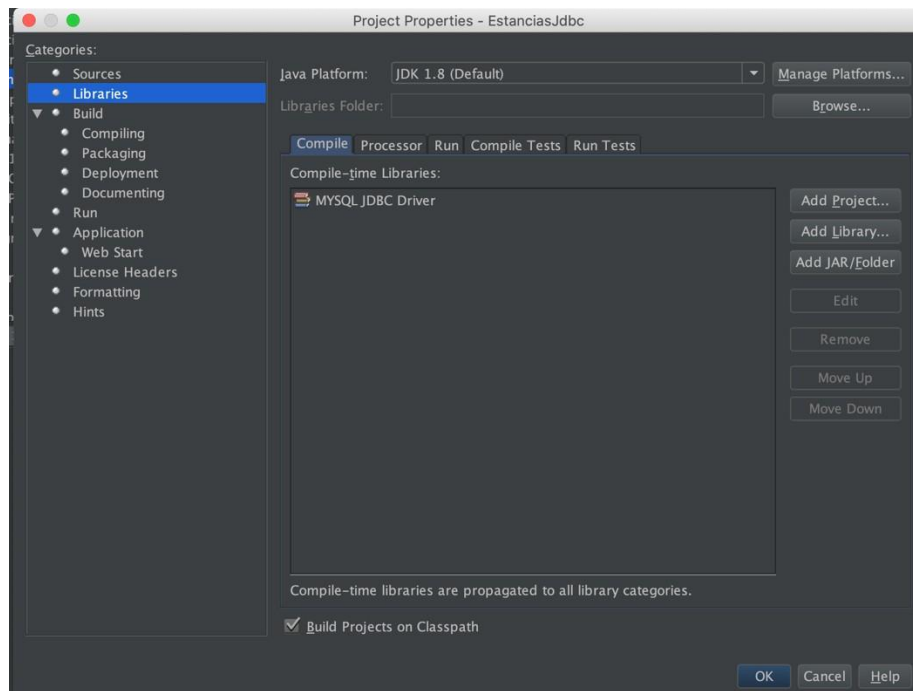 Project Properties - EstanciasJdbc
Categories:
Sources
Libraries
Build
Compiling
Packaging
Deployment
Documenting
Run
Application
Web Start
License Headers
Formatting
Hints
Java Platform: JDK 1.8 (Default) Manage Platforms...
Libraries Folder: Browse...
Compile Processor Run Compile Tests Run Tests
Compile-time Libraries:
MYSQL JDBC Driver
Add Project...
Add Library...
Add JAR/Folder
Edit
Remove
Move Up
Move Down
Compile-time libraries are propagated to all library categories.
Build Projects on Classpath
OK Cancel Help